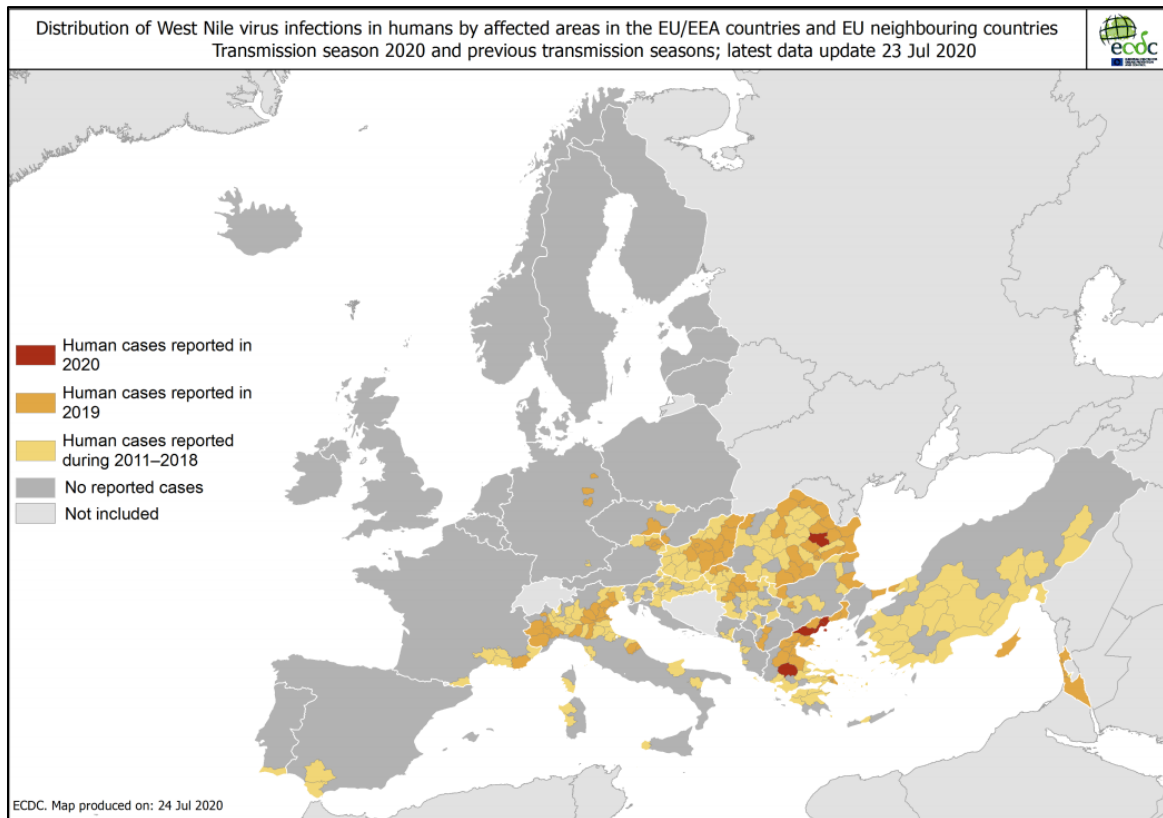 Distribution of West Nile virus infections in humans by affected areas in the EU/EEA countries and EU neighbouring countries
Transmission season 2020 and previous transmission seasons; latest data update 23 Jul 2020
ecdc
Human cases reported in
2020
Human cases reported in
2019
Human cases reported
during 2011–2018
No reported cases
Not included
ECDC. Map produced on: 24 Jul 2020